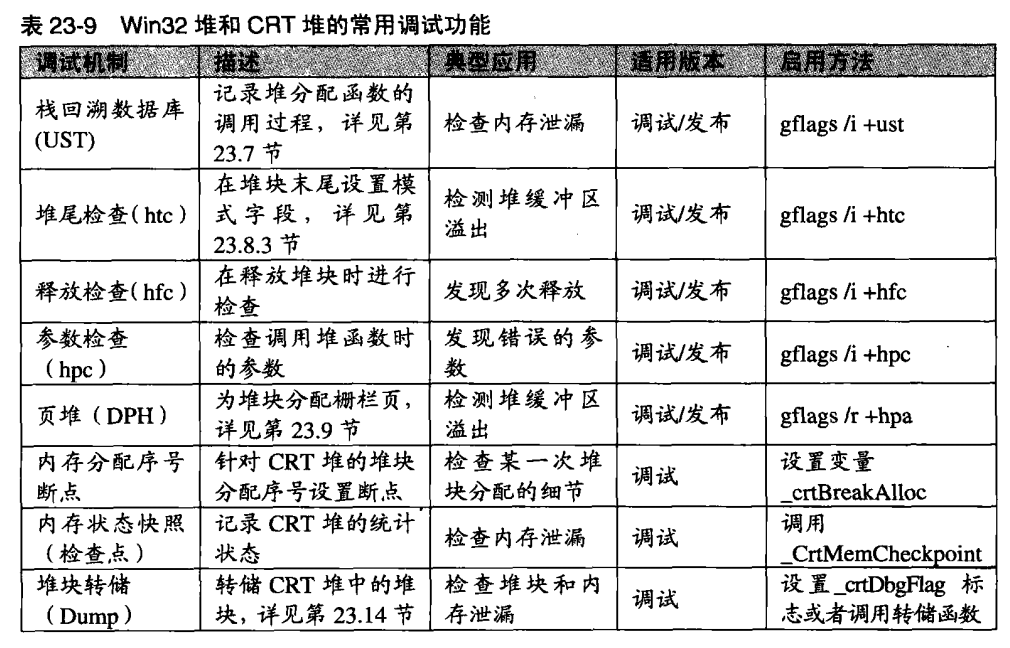 表 23-9 Win32 堆和 CRT 堆的常用调试功能
调试机制 描述 典型应用 适用版本 启用方法
栈回溯数据库
(UST)
记录堆分配函数的
调用过程，详见第
23.7 节
检查内存泄漏
调试/发布
gflags /i +ust
堆尾检查（htc）
在堆块末尾设置模
式字段，详见第
23.8.3 节
检测堆缓冲区
溢出
调试/发布
gflags /i +htc
释放检查（hfc）
在释放堆块时进行
检查
发现多次释放
调试/发布
gflags /i +hfc
参数检查
（hpc）
检查调用堆函数时
的参数
发现错误的参
数
调试/发布
gflags /i +hpc
页堆（DPH）
为堆块分配栅栏页，
详见第 23.9 节
检测堆缓冲区
溢出
调试/发布
gflags /r +hpa
内存分配序号
断点
针对 CRT 堆的堆块
分配序号设置断点
检查某一次堆
块分配的细节
调试
设置变量
_crtBreakAlloc
内存状态快照
（检查点）
记录 CRT 堆的统计
状态
检查内存泄漏
调试
调用
_CrtMemCheckpoint
堆块转储
（Dump）
转储 CRT 堆中的堆
块，详见第 23.14 节
检查堆块和内
存泄漏
调试
设置_crtDbgFlag 标
志或者调用转储函数